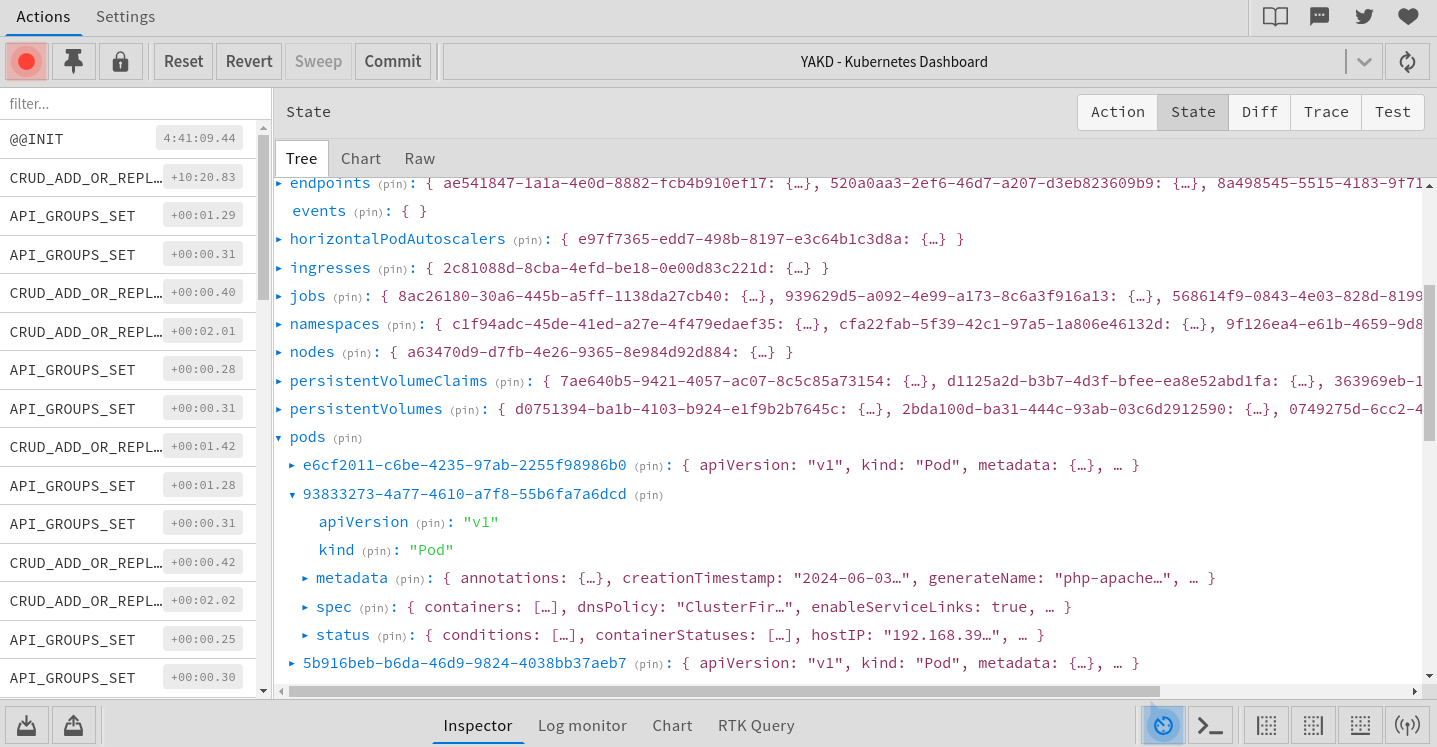 Actions Settings
Reset Revert Sweep Commit YAKD - Kubernetes Dashboard
filter...
@@INIT 4:41:09.44
CRUD_ADD_OR_REPL… +10:20.83
API_GROUPS_SET +00:01.29
API_GROUPS_SET +00:00.31
CRUD_ADD_OR_REPL… +00:00.40
CRUD_ADD_OR_REPL… +00:02.01
API_GROUPS_SET +00:00.28
API_GROUPS_SET +00:00.31
CRUD_ADD_OR_REPL… +00:01.42
API_GROUPS_SET +00:01.28
API_GROUPS_SET +00:00.31
CRUD_ADD_OR_REPL… +00:00.42
CRUD_ADD_OR_REPL… +00:02.02
API_GROUPS_SET +00:00.25
API_GROUPS_SET +00:00.30
State Action State Diff Trace Test
Tree Chart Raw
endpoints (pin): { ae541847-1a1a-4e0d-8882-fcb4b910ef17: {…}, 520a0aa3-2ef6-46d7-a207-d3eb823609b9: {…}, 8a498545-5515-4183-9f71
events (pin): { }
horizontalPodAutoscalers (pin): { e97f7365-edd7-498b-8197-e3c64b1c3d8a: {…} }
ingresses (pin): { 2c81088d-8cba-4efd-be18-0e00d83c221d: {…} }
jobs (pin): { 8ac26180-30a6-445b-a5ff-1138da27cb40: {…}, 939629d5-a092-4e99-a173-8c6a3f916a13: {…}, 568614f9-0843-4e03-828d-8199
namespaces (pin): { c1f94adc-45de-41ed-a27e-4f479edaef35: {…}, cfa22fab-5f39-42c1-97a5-1a806e46132d: {…}, 9f126ea4-e61b-4659-9d8
nodes (pin): { a63470d9-d7fb-4e26-9365-8e984d92d884: {…} }
persistentVolumeClaims (pin): { 7ae640b5-9421-4057-ac07-8c5c85a73154: {…}, d1125a2d-b3b7-4d3f-bfee-ea8e52abd1fa: {…}, 363969eb-1
persistentVolumes (pin): { d0751394-ba1b-4103-b924-e1f9b2b7645c: {…}, 2bda100d-ba31-444c-93ab-03c6d2912590: {…}, 0749275d-6cc2-4
pods (pin)
e6cf2011-c6be-4235-97ab-2255f98986b0 (pin): { apiVersion: "v1", kind: "Pod", metadata: {…}, … }
93833273-4a77-4610-a7f8-55b6fa7a6dcd (pin)
apiVersion (pin): "v1"
kind (pin): "Pod"
metadata (pin): { annotations: {…}, creationTimestamp: "2024-06-03…", generateName: "php-apache…", … }
spec (pin): { containers: […], dnsPolicy: "ClusterFir…", enableServiceLinks: true, … }
status (pin): { conditions: […], containerStatuses: […], hostIP: "192.168.39…", … }
5b916beb-b6da-46d9-9824-4038bb37aeb7 (pin): { apiVersion: "v1", kind: "Pod", metadata: {…}, … }
Inspector Log monitor Chart RTK Query